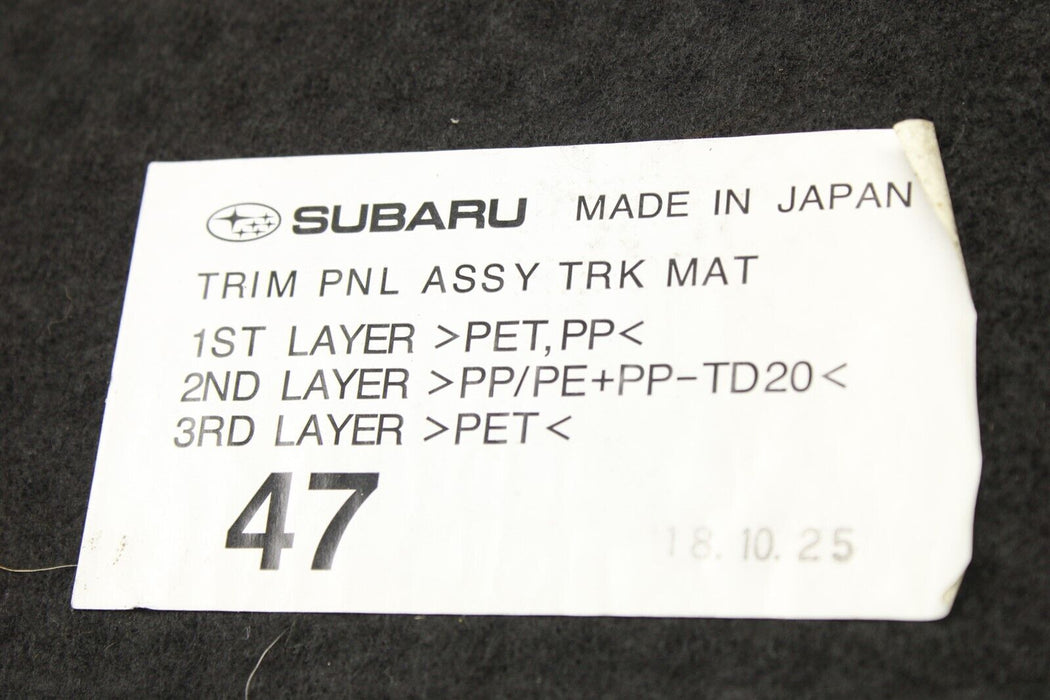 SUBARU MADE IN JAPAN
TRIM PNL ASSY TRK MAT
1ST LAYER >PET,PP<
2ND LAYER >PP/PE+PP-TD20<
3RD LAYER >PET<
47
18.10.25